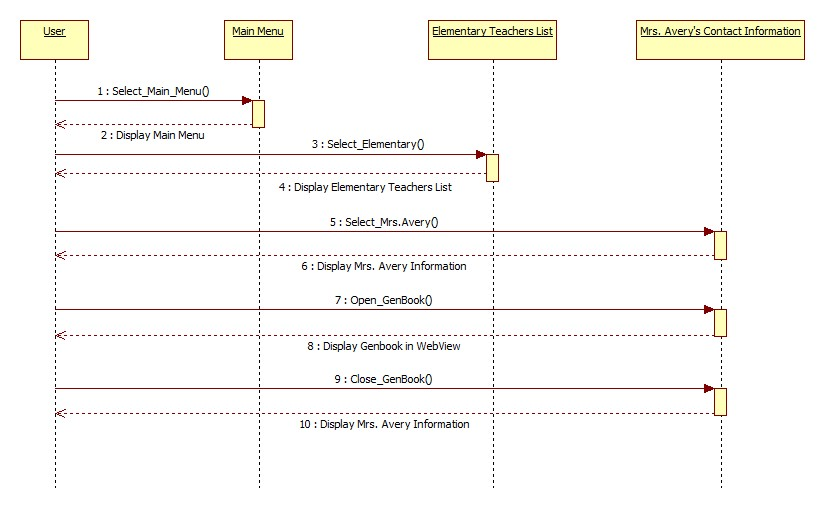 User
Main Menu
Elementary Teachers List
Mrs. Avery's Contact Information
1 : Select_Main_Menu()
2 : Display Main Menu
3 : Select_Elementary()
4 : Display Elementary Teachers List
5 : Select_Mrs.Avery()
6 : Display Mrs. Avery Information
7 : Open_GenBook()
8 : Display Genbook in WebView
9 : Close_GenBook()
10 : Display Mrs. Avery Information